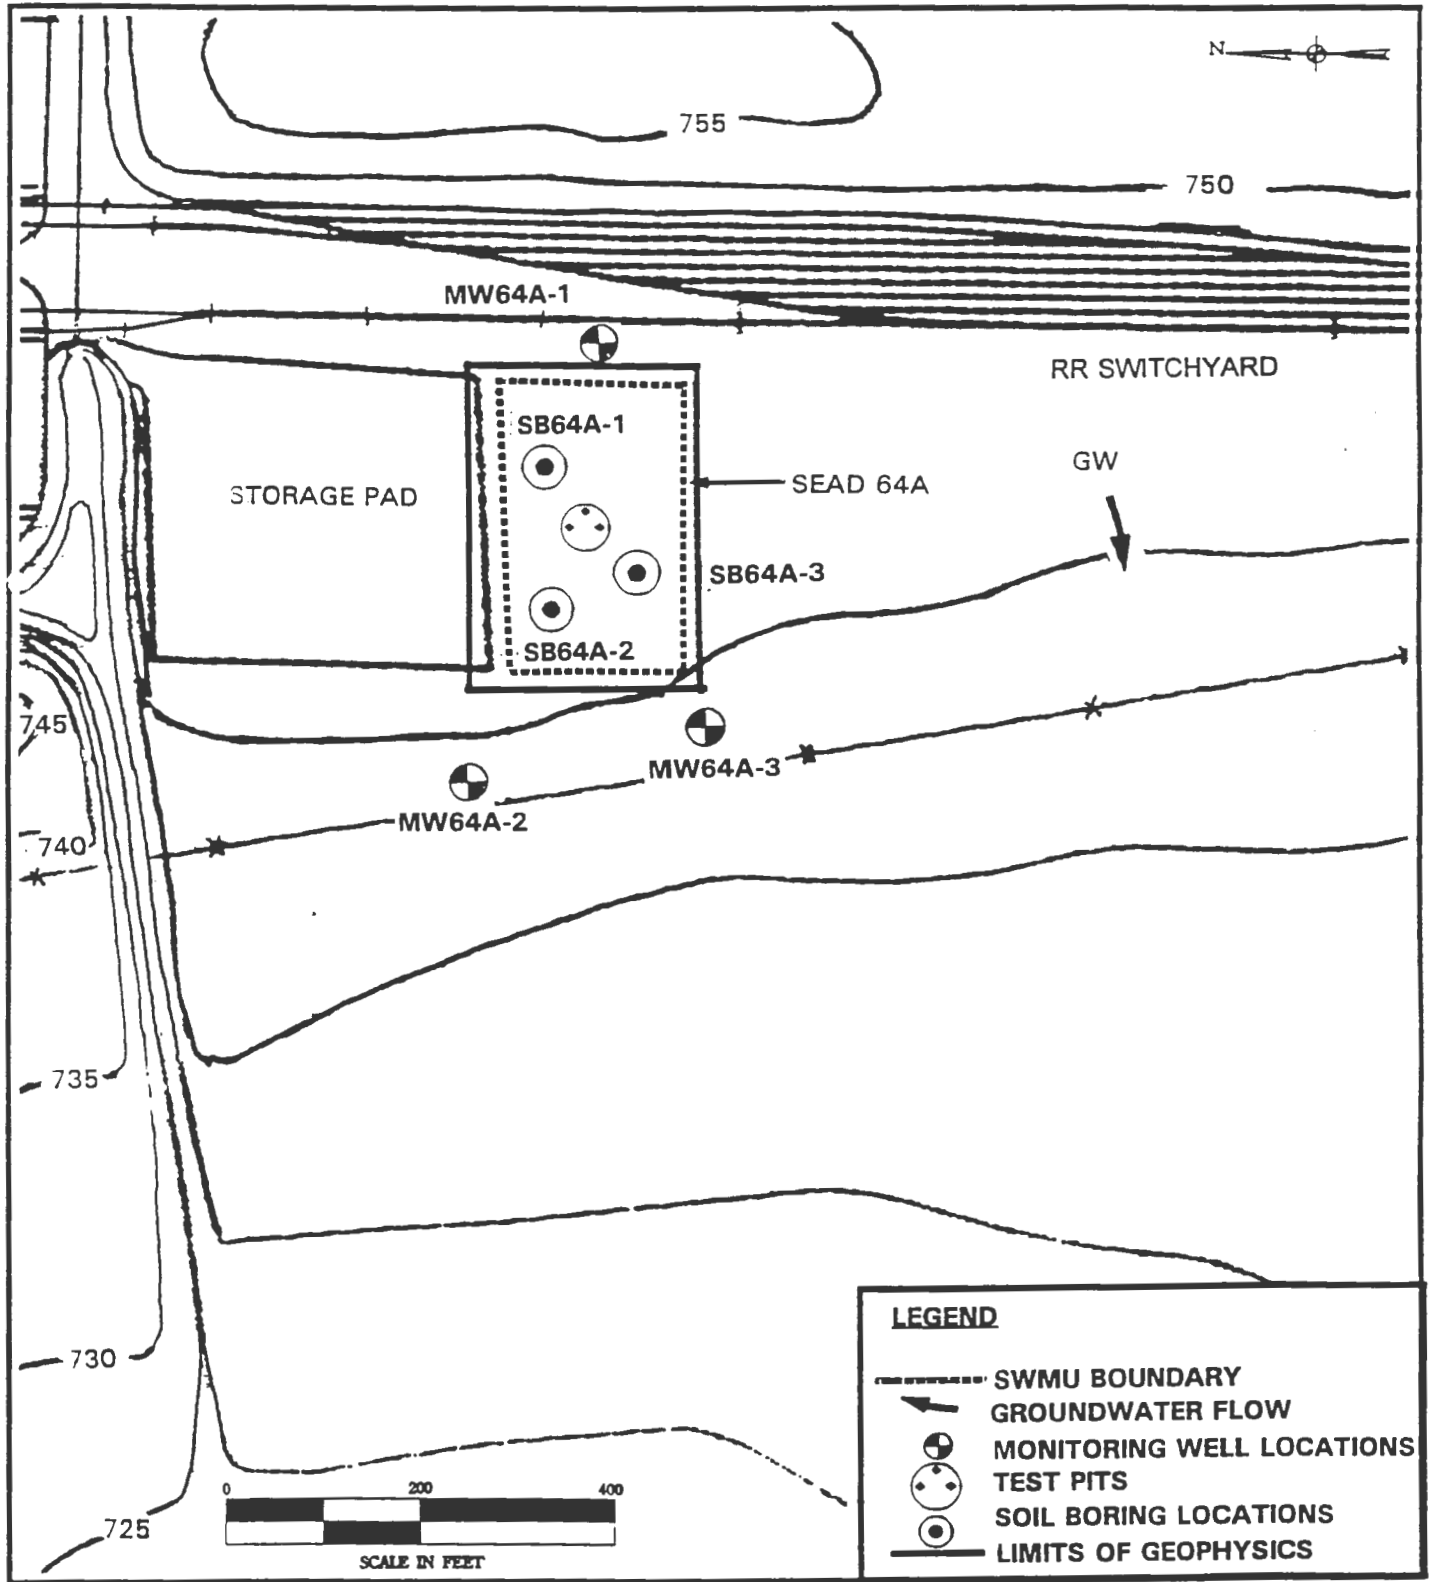 N
755
750
MW64A-1
RR SWITCHYARD
SB64A-1
GW
STORAGE PAD
SEAD 64A
SB64A-3
SB64A-2
745
MW64A-3
MW64A-2
740
735
730
725
0 200 400
SCALE IN FEET
LEGEND
SWMU BOUNDARY
GROUNDWATER FLOW
MONITORING WELL LOCATIONS
TEST PITS
SOIL BORING LOCATIONS
LIMITS OF GEOPHYSICS